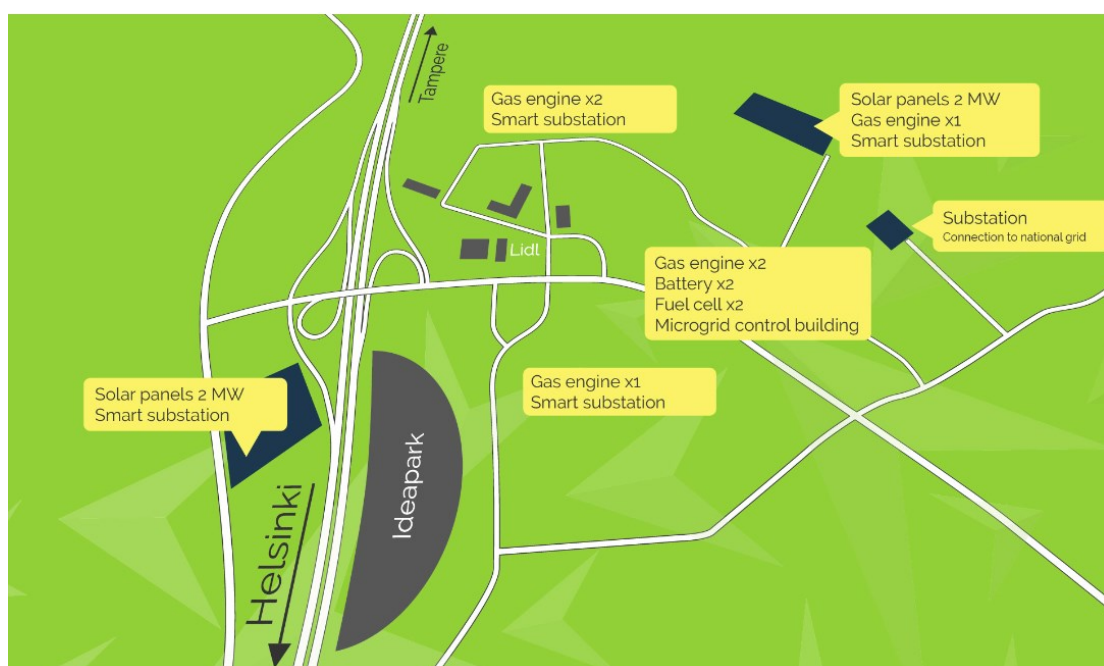 Tampere
Gas engine x2
Smart substation
Solar panels 2 MW
Gas engine x1
Smart substation
Substation
Connection to national grid
Lidl
Gas engine x2
Battery x2
Fuel cell x2
Microgrid control building
Solar panels 2 MW
Smart substation
Gas engine x1
Smart substation
Ideapark
Helsinki